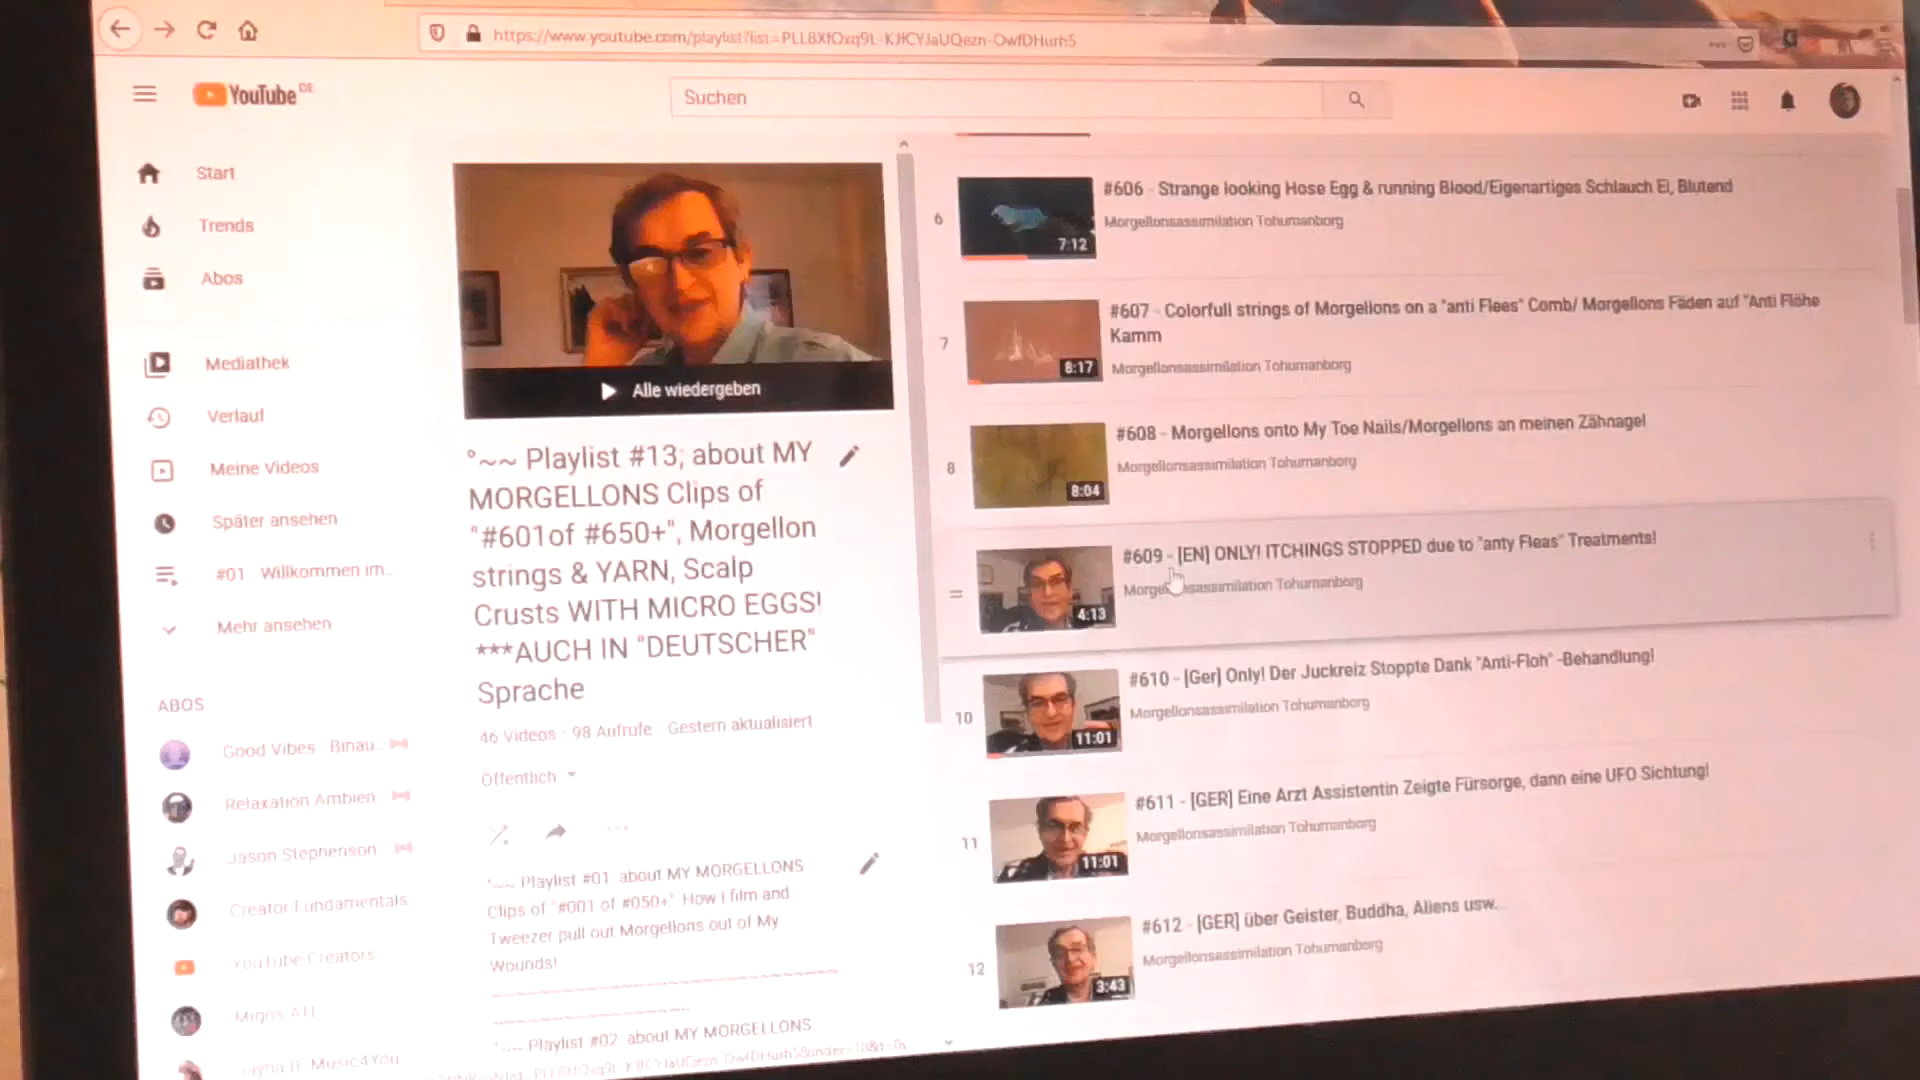 https://www.youtube.com/playlist?list=
YouTube DE
Suchen
Start
Trends
Abos
Mediathek
Verlauf
Meine Videos
Später ansehen
#01 Willkommen im...
Mehr ansehen
ABOS
Good Vibes - Binau...
Relaxation Ambien
Jason Stephenson
Creator Fundamentals
YouTube Creators
Migos ATL
Music4You
Alle wiedergeben
°~~ Playlist #13; about MY
MORGELLONS Clips of
"#601of #650+", Morgellon
strings & YARN, Scalp
Crusts WITH MICRO EGGS!
***AUCH IN "DEUTSCHER"
Sprache
46 Videos · 98 Aufrufe · Gestern aktualisiert
Öffentlich
°~~ Playlist #01 about MY MORGELLONS
Clips of "#001 of #050+" How i film and
Tweezer pull out Morgellons out of My
Wounds!
°~~ Playlist #02 about MY MORGELLONS
6
7:12
#606 - Strange looking Hose Egg & running Blood/Eigenartiges Schlauch Ei, Blutend
Morgellonsassimilation Tohumanborg
7
8:17
#607 - Colorfull strings of Morgellons on a "anti Flees" Comb/ Morgellons Fäden auf "Anti Flöhe
Kamm
Morgellonsassimilation Tohumanborg
8
8:04
#608 - Morgellons onto My Toe Nails/Morgellons an meinen Zähnagel
Morgellonsassimilation Tohumanborg
=
4:13
#609 - [EN] ONLY! ITCHINGS STOPPED due to "anty Fleas" Treatments!
Tohumanborg
10
11:01
#610 - [Ger] Only! Der Juckreiz Stoppte Dank "Anti-Floh" -Behandlung!
Morgellonsassimilation Tohumanborg
11
11:01
#611 - [GER] Eine Arzt Assistentin Zeigte Fürsorge, dann eine UFO Sichtung!
Morgellonsassimilation Tohumanborg
12
3:43
#612 - [GER] über Geister, Buddha, Aliens usw...
Morgellonsassimilation Tohumanborg